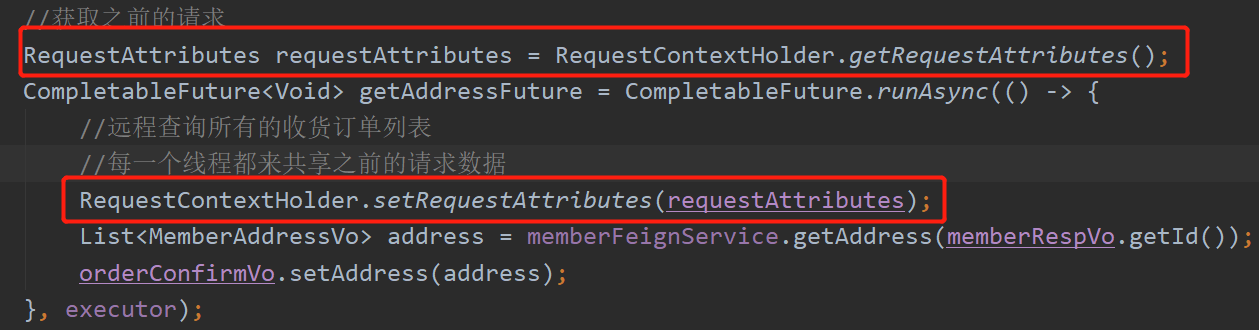 //获取之前的请求
RequestAttributes requestAttributes = RequestContextHolder.getRequestAttributes();
CompletableFuture<Void> getAddressFuture = CompletableFuture.runAsync(() -> {
//远程查询所有的收货订单列表
//每一个线程都来共享之前的请求数据
RequestContextHolder.setRequestAttributes(requestAttributes);
List<MemberAddressVo> address = memberFeignService.getAddress(memberRespVo.getId());
orderConfirmVo.setAddress(address);
}, executor);